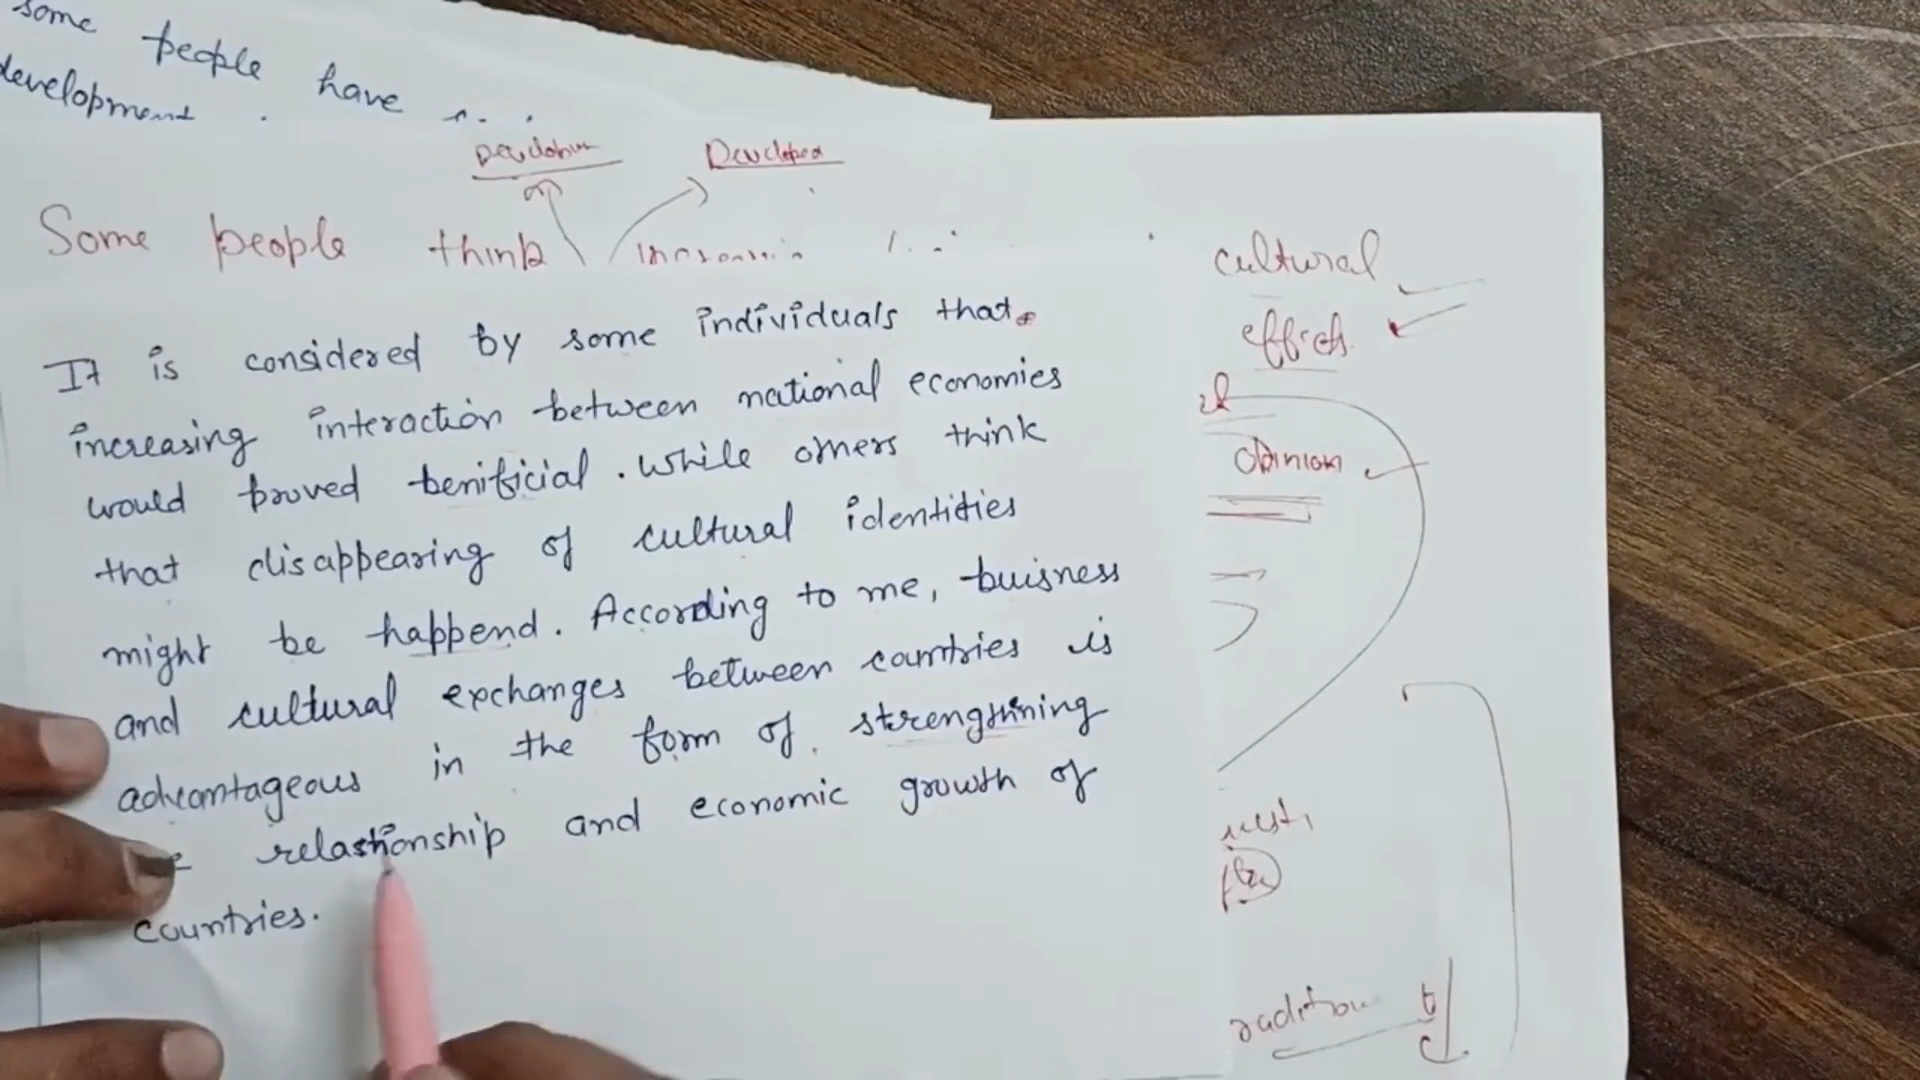 some people have
development
Developed
Some people think
cultural
effects
It is considered by some individuals that
increasing interaction between national economies
would proved benificial. While others think
opinion
that disappearing of cultural identities
might be happend. According to me, buisness
and cultural exchanges between countries is
advantageous in the form of strengthining
relationship and economic growth of
countries.